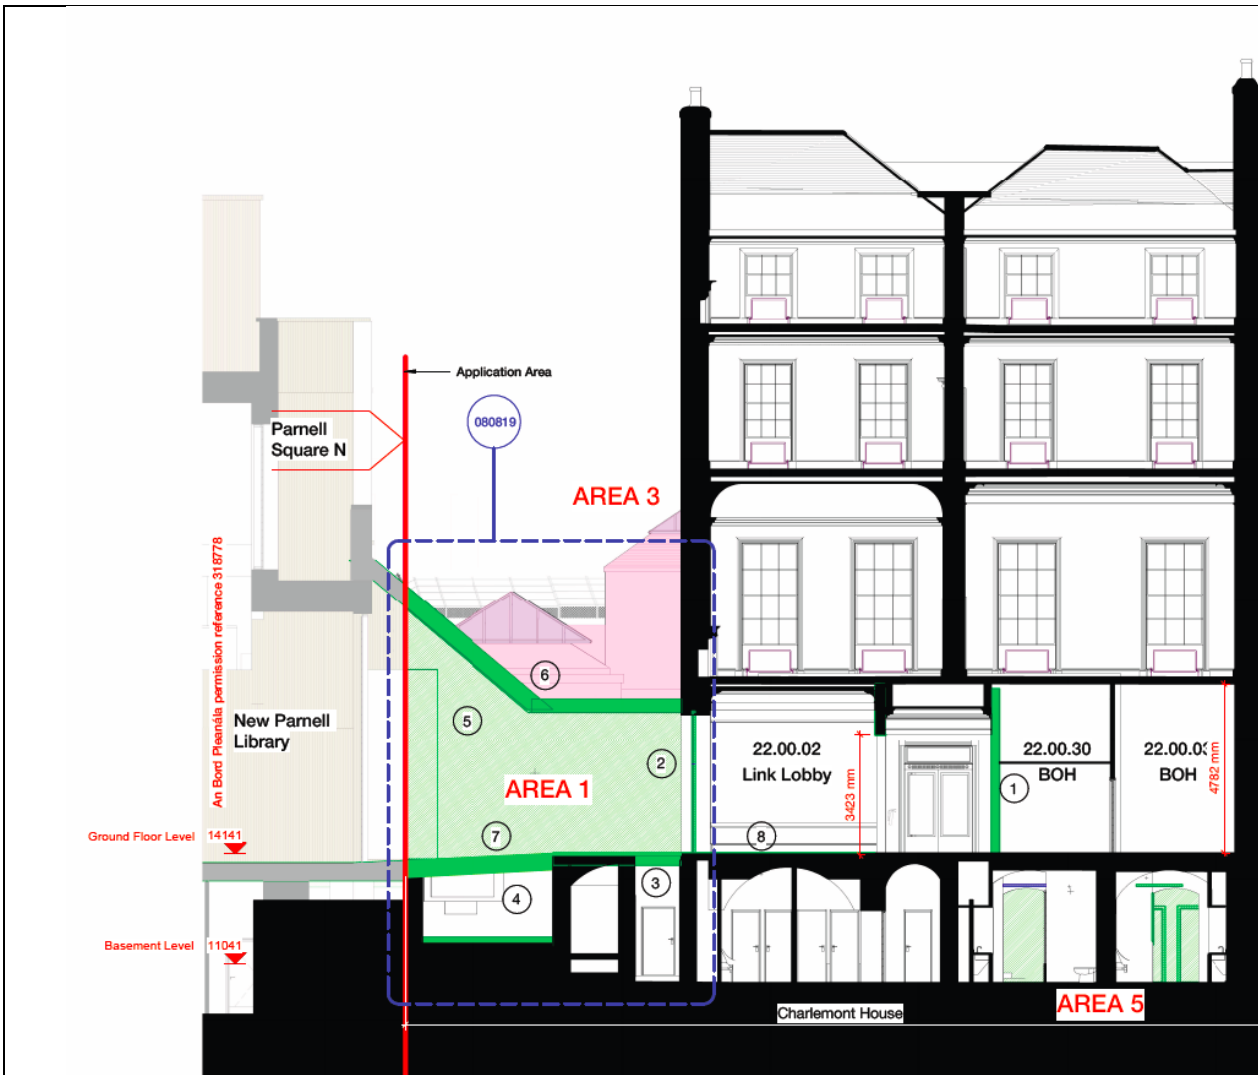 Application Area
080819
Parnell
Square N
AREA 3
An Bord Pleanála permission reference 318778
6
5
New Parnell
Library
2
22.00.02
Link Lobby
22.00.30
BOH
BOH
AREA 1
3423 mm
4782 mm
1
7
8
Ground Floor Level 14141
3
4
Basement Level 11041
AREA 5
Charlemont House